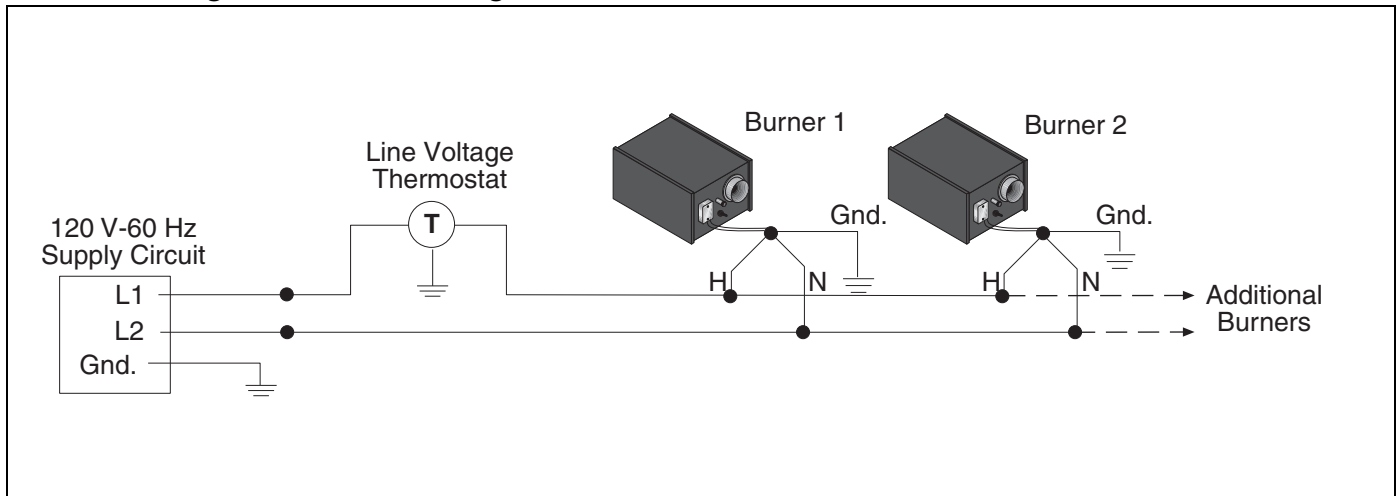 120 V-60 Hz
Supply Circuit
L1
L2
Gnd.
Line Voltage
Thermostat
T
Burner 1
Gnd.
H
N
Burner 2
Gnd.
H
N
Additional
Burners